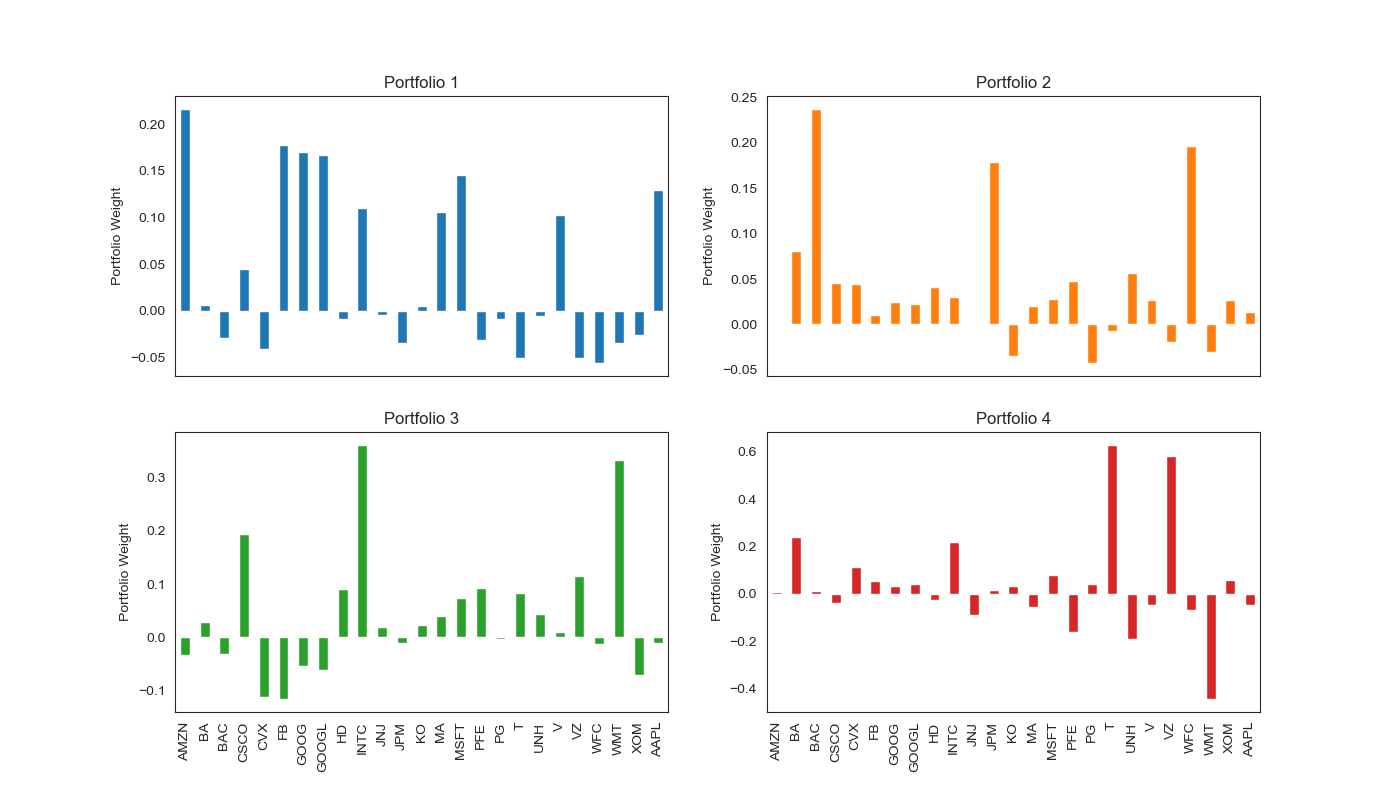 Portfolio 1
Portfolio Weight
0.20
0.15
0.10
0.05
0.00
−0.05
Portfolio 2
Portfolio Weight
0.25
0.20
0.15
0.10
0.05
0.00
−0.05
Portfolio 3
Portfolio Weight
0.3
0.2
0.1
0.0
−0.1
AMZN
BA
BAC
CSCO
CVX
FB
GOOG
GOOGL
HD
INTC
JNJ
JPM
KO
MA
MSFT
PFE
PG
T
UNH
V
VZ
WFC
WMT
XOM
AAPL
Portfolio 4
Portfolio Weight
0.6
0.4
0.2
0.0
−0.2
−0.4
AMZN
BA
BAC
CSCO
CVX
FB
GOOG
GOOGL
HD
INTC
JNJ
JPM
KO
MA
MSFT
PFE
PG
T
UNH
V
VZ
WFC
WMT
XOM
AAPL